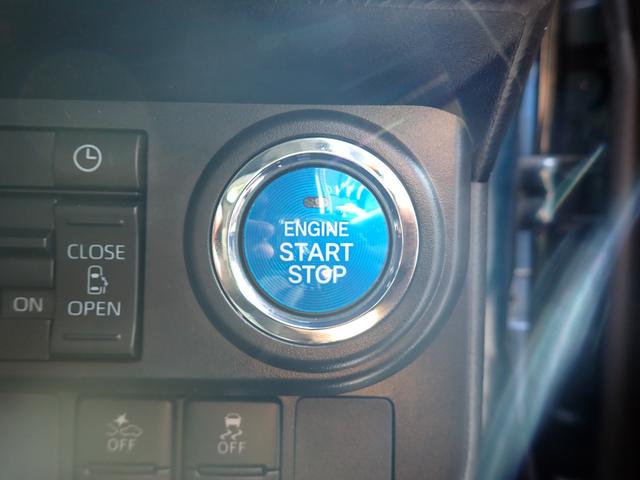 ENGINE
START
STOP
CLOSE
OPEN
ON
OFF
OFF